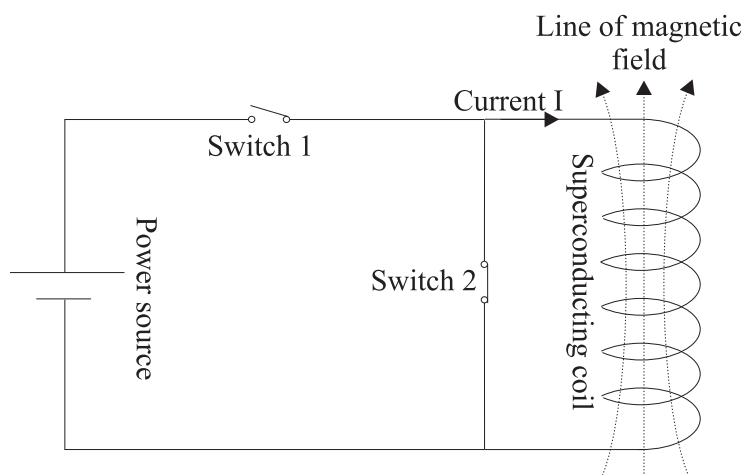 Line of magnetic
field
Current I
Switch 1
Superconducting coil
Power source
Switch 2